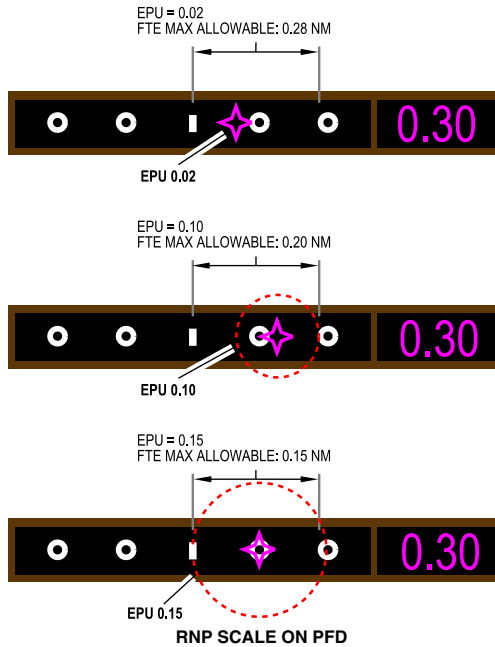 EPU = 0.02
FTE MAX ALLOWABLE: 0.28 NM
0.30
EPU 0.02
EPU = 0.10
FTE MAX ALLOWABLE: 0.20 NM
0.30
EPU 0.10
EPU = 0.15
FTE MAX ALLOWABLE: 0.15 NM
0.30
EPU 0.15
RNP SCALE ON PFD